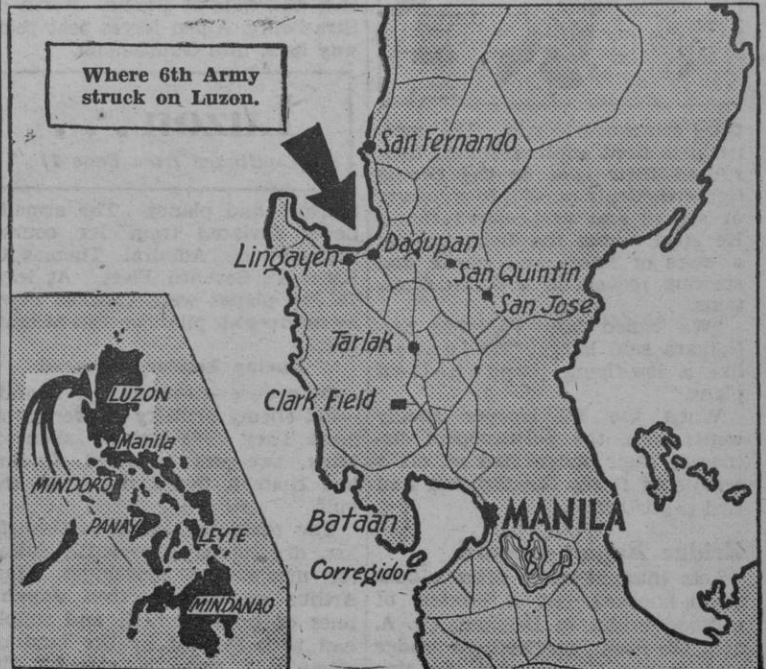 Where 6th Army
struck on Luzon.
San Fernando
Lingayen
Dagupan
San Quintin
San Jose
Tarlak
Clark Field
Bataan
MANILA
Corregidor
LUZON
Manila
MINDORO
PANAY
LEYTE
MINDANAO